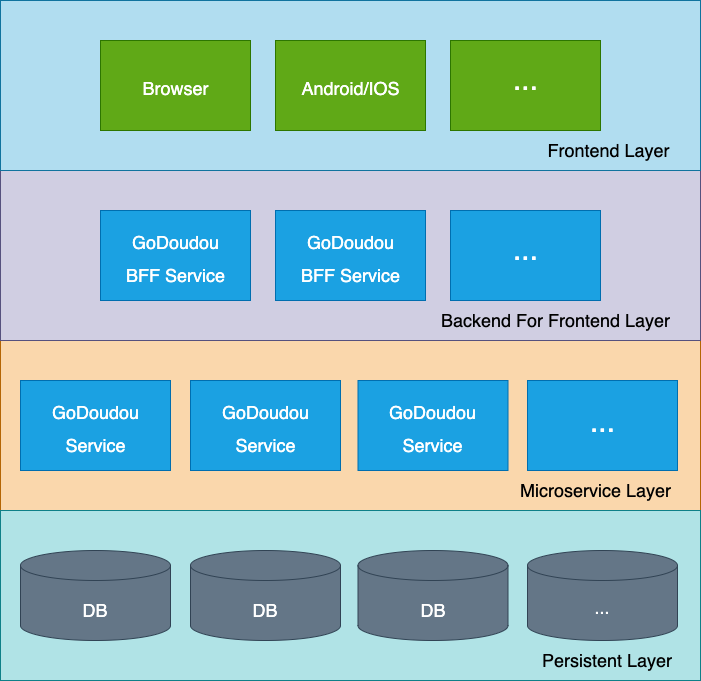 Browser
Android/IOS
...
Frontend Layer
GoDoudou
BFF Service
GoDoudou
BFF Service
...
Backend For Frontend Layer
GoDoudou
Service
GoDoudou
Service
GoDoudou
Service
...
Microservice Layer
DB
DB
DB
...
Persistent Layer